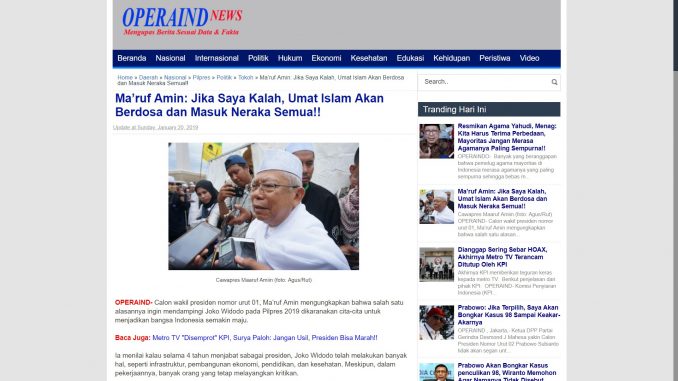 OPERAIND NEWS
Mengupas Berita Sesuai Data & Fakta
Beranda Nasional Internasional Politik Hukum Ekonomi Kesehatan Edukasi Kehidupan Peristiwa Video
Home » Daerah » Nasional » Pilpres » Politik » Tokoh » Ma'ruf Amin: Jika Saya Kalah, Umat Islam Akan Berdosa
dan Masuk Neraka Semua!!
Ma'ruf Amin: Jika Saya Kalah, Umat Islam Akan
Berdosa dan Masuk Neraka Semua!!
Update at Sunday, January 20, 2019
Cawapres Maaruf Amin (foto: Agus/Rut)
OPERAIND- Calon wakil presiden nomor urut 01, Ma'ruf Amin mengungkapkan bahwa salah satu
alasannya ingin mendampingi Joko Widodo pada Pilpres 2019 dikaranakan cita-cita untuk
menjadikan bangsa Indonesia semakin maju.
Baca Juga: Metro TV "Disemprot" KPI, Surya Paloh: Jangan Usil, Presiden Bisa Marah!!
Ia menilai kalau selama 4 tahun menjabat sebagai presiden, Joko Widodo telah melakukan banyak
hal, seperti infrastruktur, pembangunan ekonomi, pendidikan, dan kesehatan. Meskipun, dalam
pekerjaannya, banyak orang yang tetap melayangkan kritikan.
Search..
Tranding Hari Ini
Resmikan Agama Yahudi, Menag:
Kita Harus Terima Perbedaan,
Mayoritas Jangan Merasa
Agamanya Paling Sempurna!!
OPERAINDO- Banyak yang beranggapan
bahwa pemeluk agama mayoritas di
Indonesia merasa agamanya yang paling
sempurna sehingga bebas m...
Ma'ruf Amin: Jika Saya Kalah,
Umat Islam Akan Berdosa dan
Masuk Neraka Semua!!
Cawapres Maaruf Amin (foto: Agus/Rut)
OPERAIND- Calon wakil presiden nomor
urut 01, Ma'ruf Amin mengungkapkan
bahwa salah satu alasan...
Dianggap Sering Sebar HOAX,
Akhirnya Metro TV Terancam
Ditutup Oleh KPI
Akhirnya KPI memberikan teguran keras
kepada metro TV. Berikut penjelasan dari
pihak KPI. OPERAIND- Komisi Penyiaran
Indonesia (KPI...
Prabowo: Jika Terpilih, Saya Akan
Bongkar Kasus 98 Sampai Keakar-
Akarnya
OPERAIND , Jakarta - Ketua DPP Partai
Gerindra Desmond J Mahesa yakin Calon
Presiden Nomor Urut 02 Prabowo Subianto
tidak akan segan unt...
Prabowo Akan Bongkar Kasus
penculikan 98, Wiranto Memohon
Agar Namanya Tidak Disebut